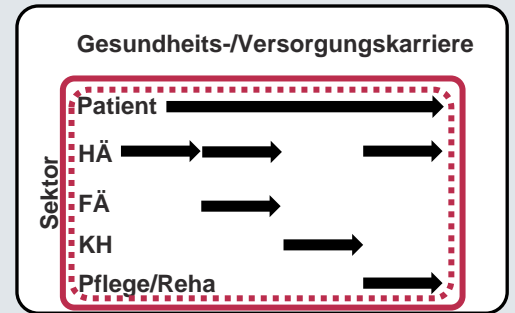 Gesundheits-/Versorgungskarriere
Sektor
Patient
HÄ
FÄ
KH
Pflege/Reha